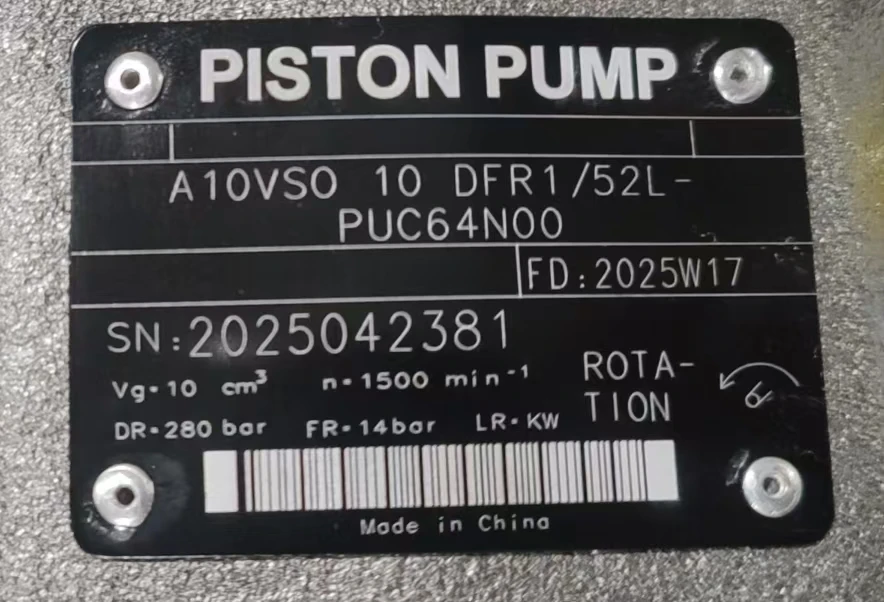 PISTON PUMP
A10VSO 10 DFR1/52L-
PUC64N00
FD:2025W17
SN:2025042381
Vg=10 cm³ n=1500 min⁻¹
DR=280 bar FR=14bar LR=KW
ROTA-
TION
Made in China